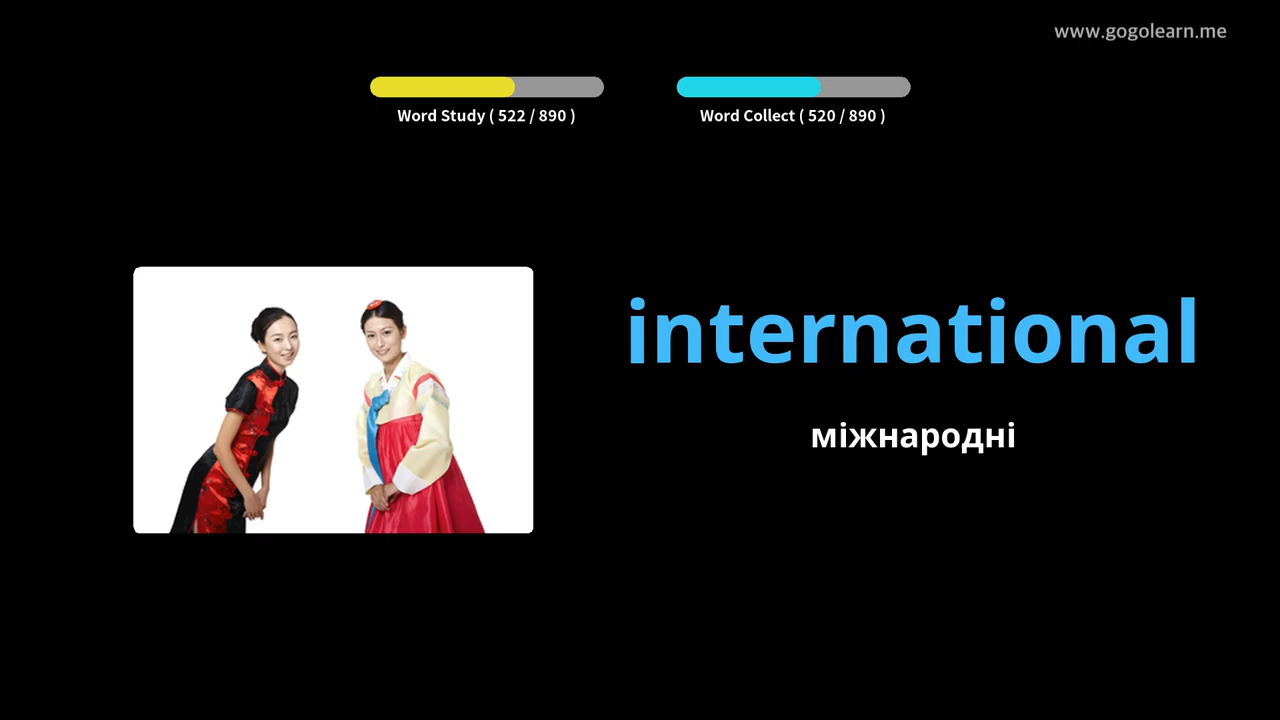 www.gogolearn.me
Word Study ( 522 / 890 )
Word Collect ( 520 / 890 )
international
міжнародні